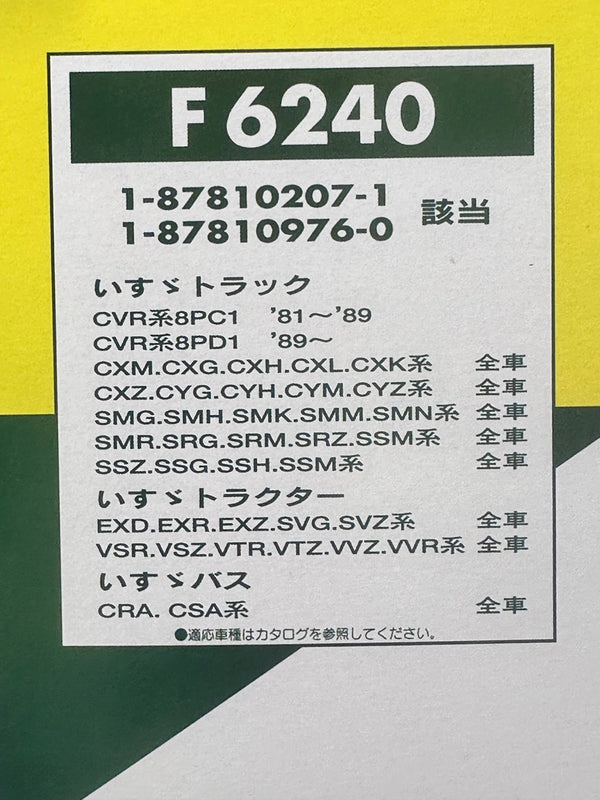 F 6240
1-87810207-1
1-87810976-0 該当
いすゞトラック
CVR系8PC1 '81～'89
CVR系8PD1 '89～
CXM.CXG.CXH.CXL.CXK系 全車
CXZ.CYG.CYH.CYM.CYZ系 全車
SMG.SMH.SMK.SMM.SMN系 全車
SMR.SRG.SRM.SRZ.SSM系 全車
SSZ.SSG.SSH.SSM系 全車
いすゞトラクター
EXD.EXR.EXZ.SVG.SVZ系 全車
VSR.VSZ.VTR.VTZ.VVZ.VVR系 全車
いすゞバス
CRA. CSA系 全車
●適応車種はカタログを参照してください。